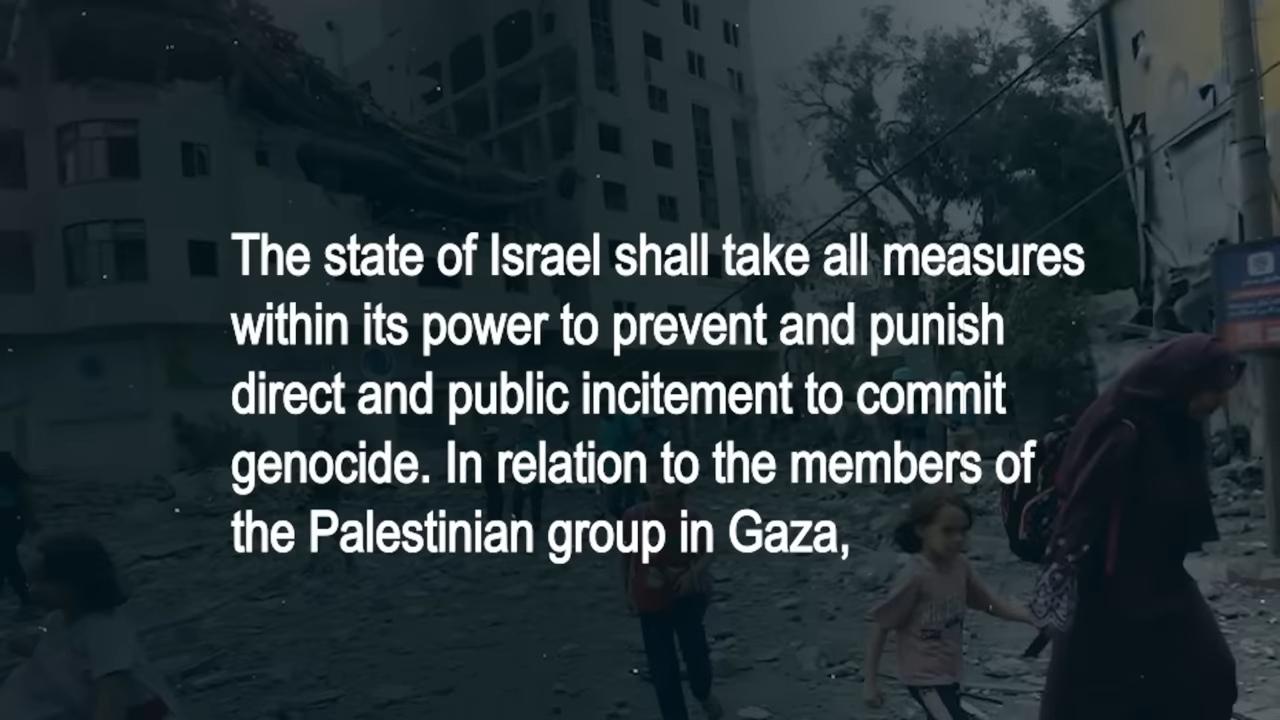 The state of Israel shall take all measures
within its power to prevent and punish
direct and public incitement to commit
genocide. In relation to the members of
the Palestinian group in Gaza,